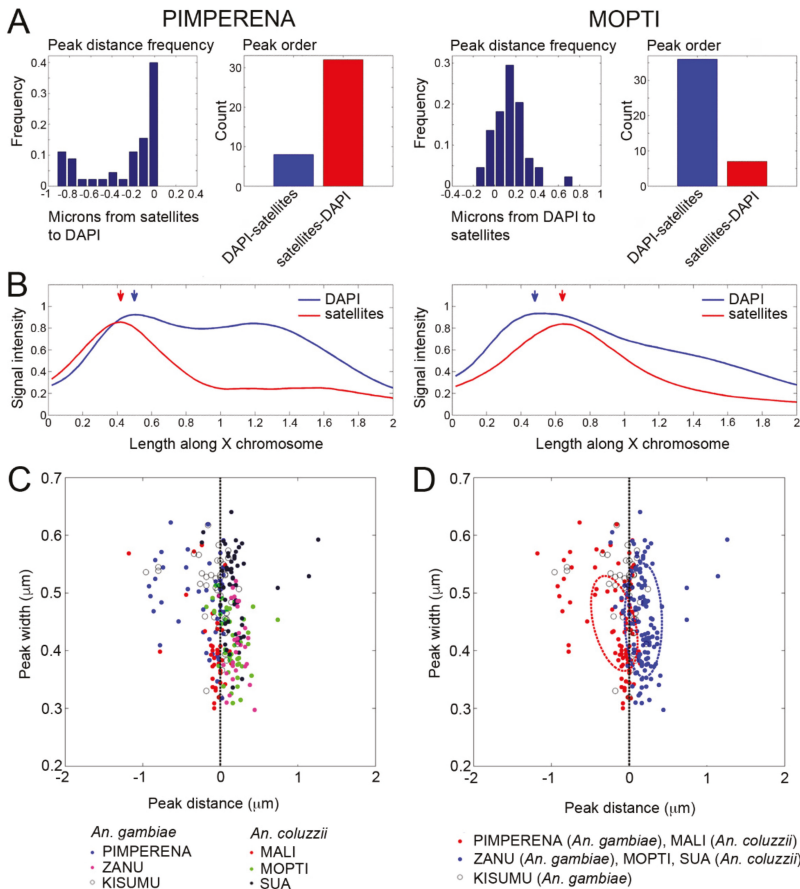 A
PIMPERENA
MOPTI
Peak distance frequency
Frequency
0.4
0.3
0.2
0.1
0
-1 -0.8 -0.6 -0.4 -0.2 0 0.2 0.4
Microns from satellites
to DAPI
Peak order
Count
30
20
10
0
DAPI-satellites
satellites-DAPI
Peak distance frequency
Frequency
0.3
0.2
0.1
0
-0.4 -0.2 0 0.2 0.4 0.6 0.8 1
Microns from DAPI to
satellites
Peak order
Count
30
20
10
0
DAPI-satellites
satellites-DAPI
B
Signal intensity
1
0.8
0.6
0.4
0.2
0
DAPI
satellites
0 0.2 0.4 0.6 0.8 1 1.2 1.4 1.6 1.8 2
Length along X chromosome
Signal intensity
1
0.8
0.6
0.4
0.2
0
DAPI
satellites
0 0.2 0.4 0.6 0.8 1 1.2 1.4 1.6 1.8 2
Length along X chromosome
C
Peak width (μm)
0.7
0.6
0.5
0.4
0.3
0.2
-2 -1 0 1 2
Peak distance (μm)
An. gambiae
PIMPERENA
ZANU
KISUMU
An. coluzzii
MALI
MOPTI
SUA
D
Peak width (μm)
0.7
0.6
0.5
0.4
0.3
0.2
-2 -1 0 1 2
Peak distance (μm)
PIMPERENA (An. gambiae), MALI (An. coluzzii)
ZANU (An. gambiae), MOPTI, SUA (An. coluzzii)
KISUMU (An. gambiae)